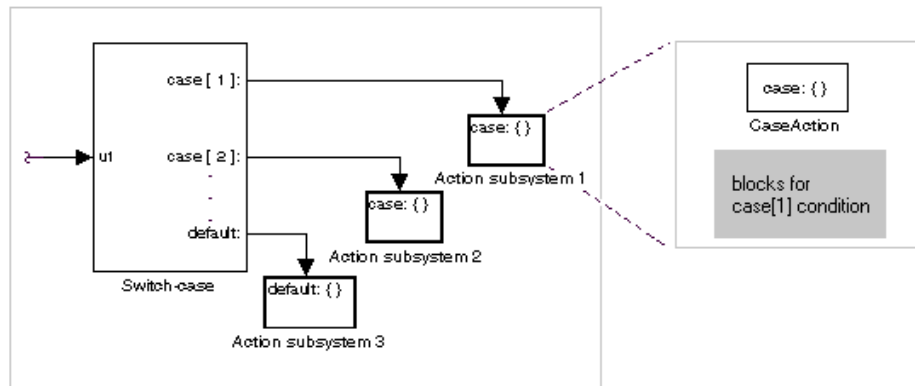 case [ 1 ]:
u1
case [ 2 ]:
default:
Switch-case
case: { }
Action subsystem 1
case: { }
Action subsystem 2
default: { }
Action subsystem 3
case: { }
CaseAction
blocks for
case[1] condition